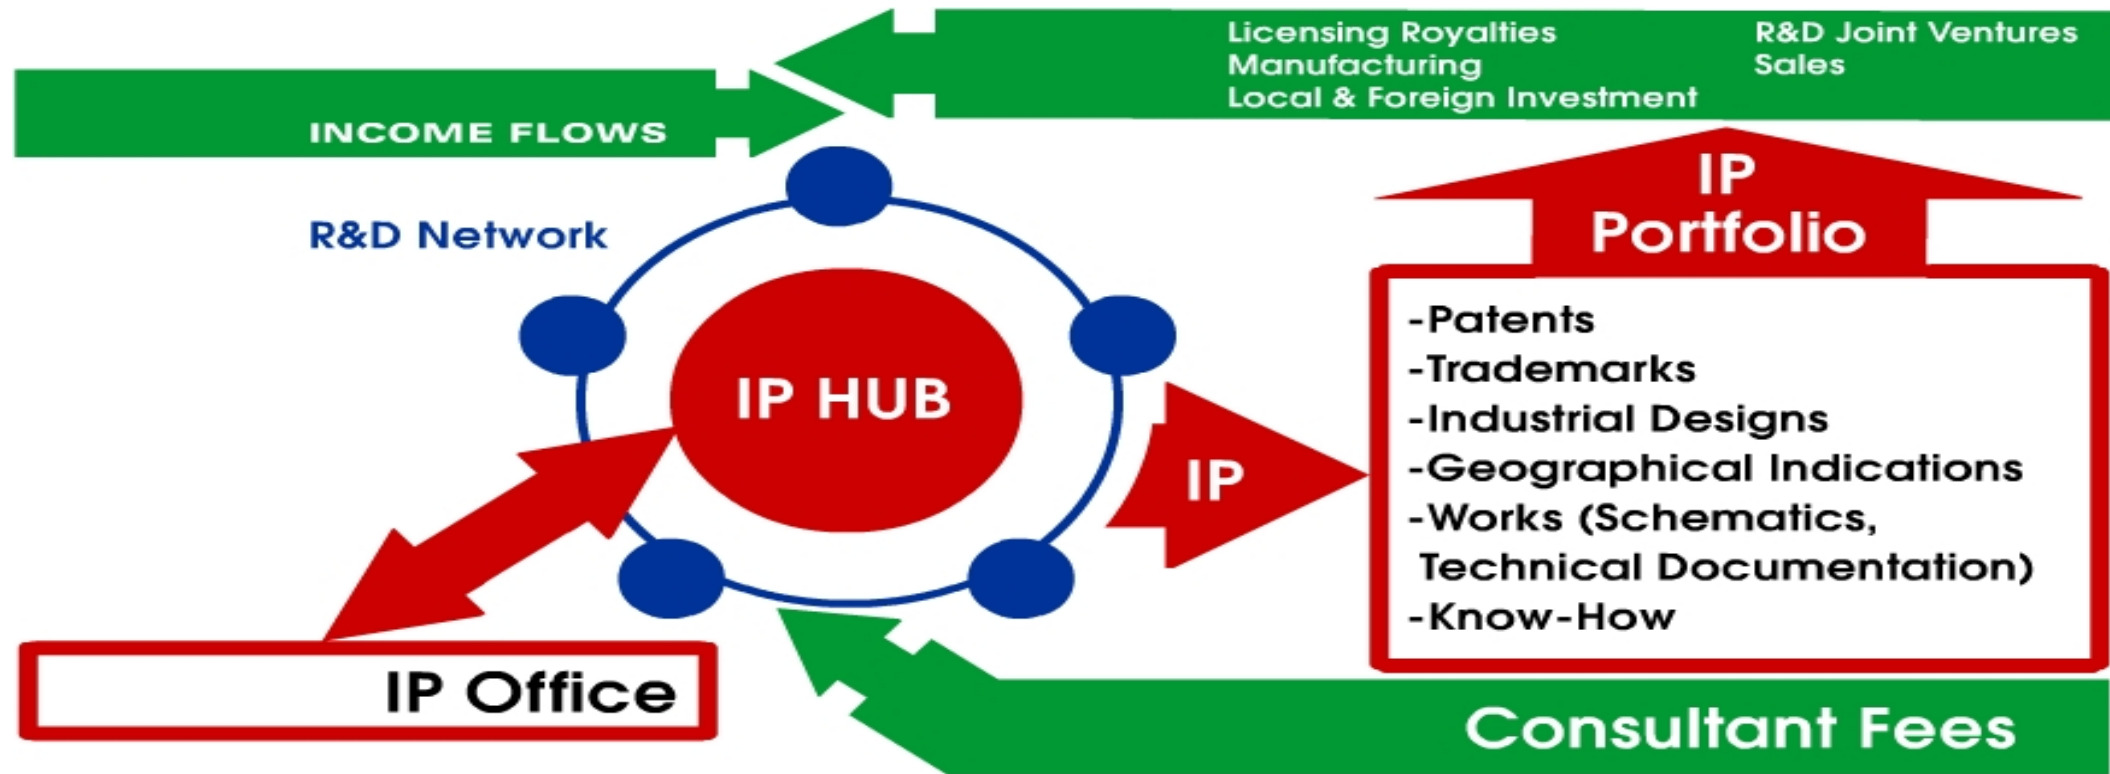 Licensing Royalties
Manufacturing
Local & Foreign Investment
R&D Joint Ventures
Sales
INCOME FLOWS
R&D Network
IP HUB
IP
IP
Portfolio
-Patents
-Trademarks
-Industrial Designs
-Geographical Indications
-Works (Schematics,
Technical Documentation)
-Know-How
IP Office
Consultant Fees